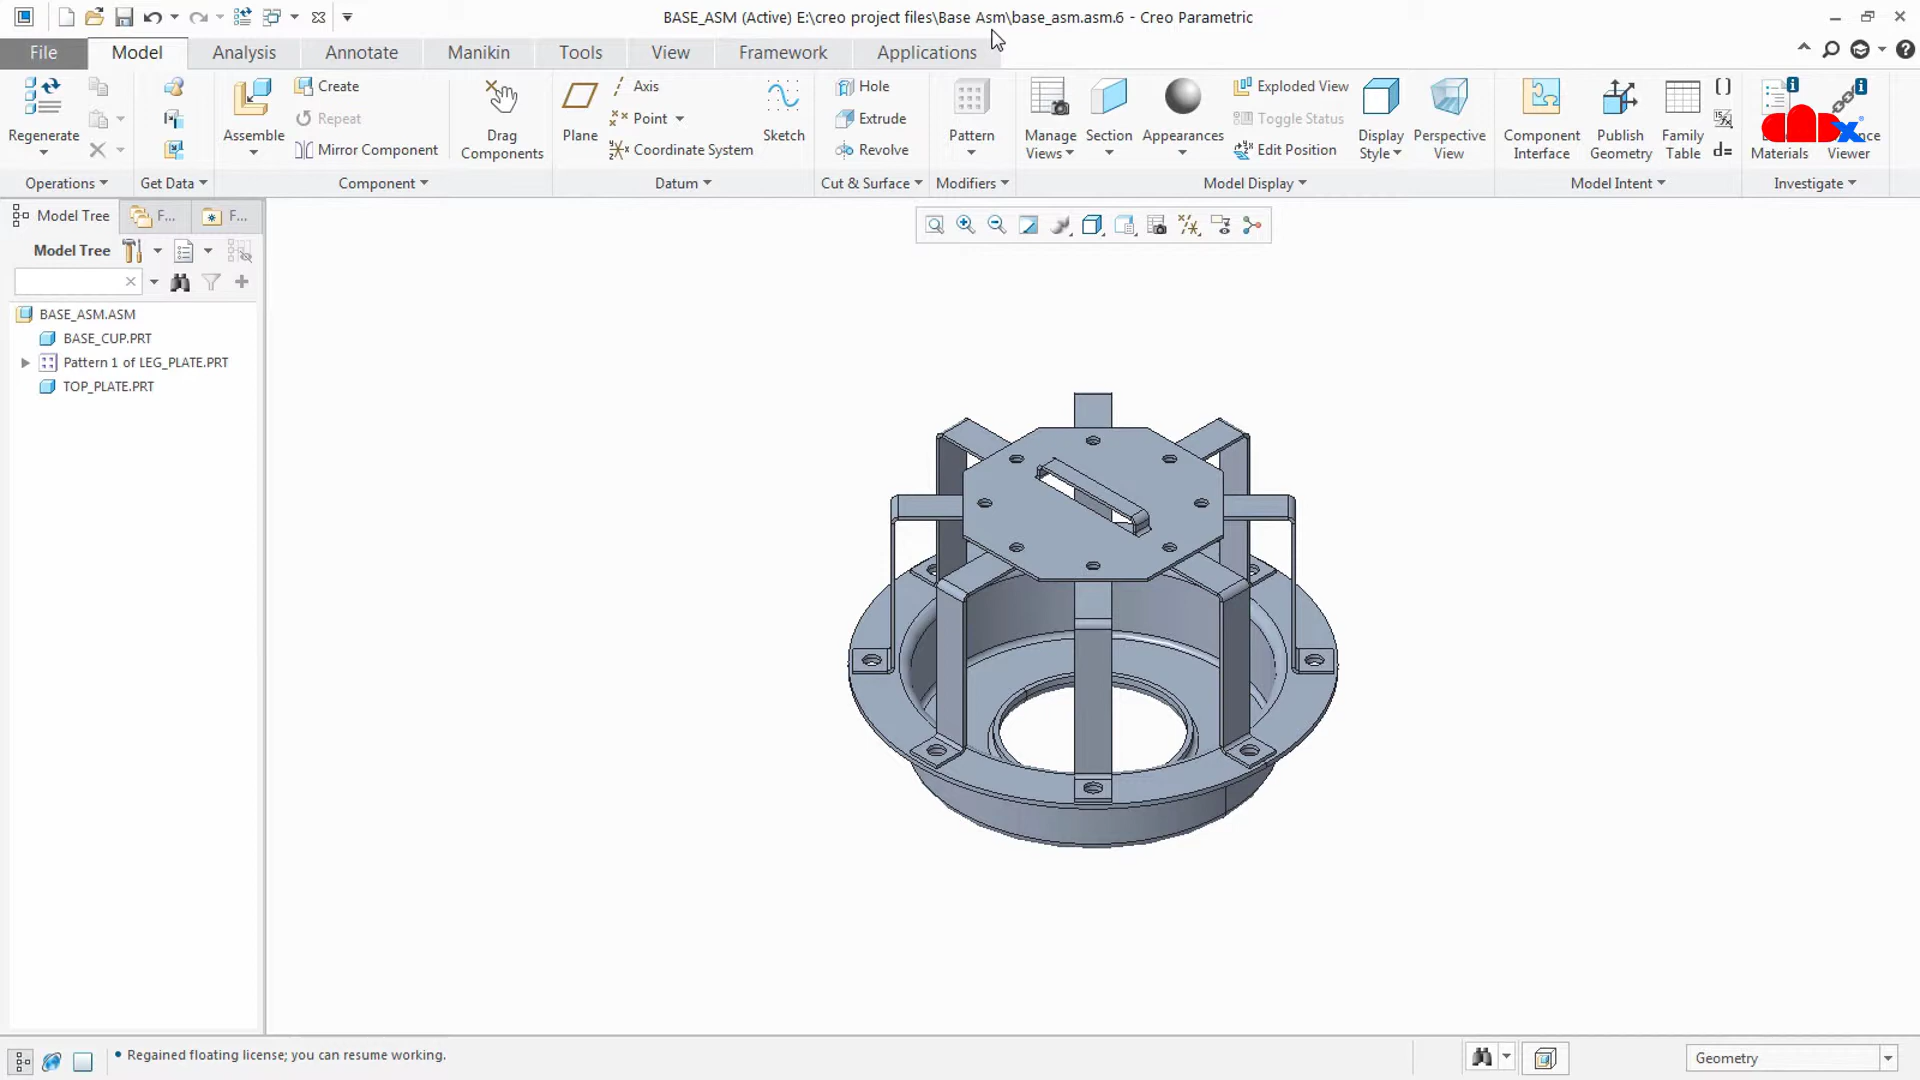 BASE_ASM (Active) E:\creo project files\Base Asm\base_asm.asm.6 - Creo Parametric
File Model Analysis Annotate Manikin Tools View Framework Applications
Regenerate
Assemble
Create
Repeat
Mirror Component
Drag
Components
Plane
Axis
Point
Coordinate System
Sketch
Hole
Extrude
Revolve
Pattern
Manage
Views
Section
Appearances
Exploded View
Toggle Status
Edit Position
Display
Style
Perspective
View
Component
Interface
Publish
Geometry
Family
Table
Materials
Viewer
Operations Get Data Component Datum Cut & Surface Modifiers Model Display Model Intent Investigate
Model Tree F... F...
Model Tree
BASE_ASM.ASM
BASE_CUP.PRT
Pattern 1 of LEG_PLATE.PRT
TOP_PLATE.PRT
Regained floating license; you can resume working.
Geometry